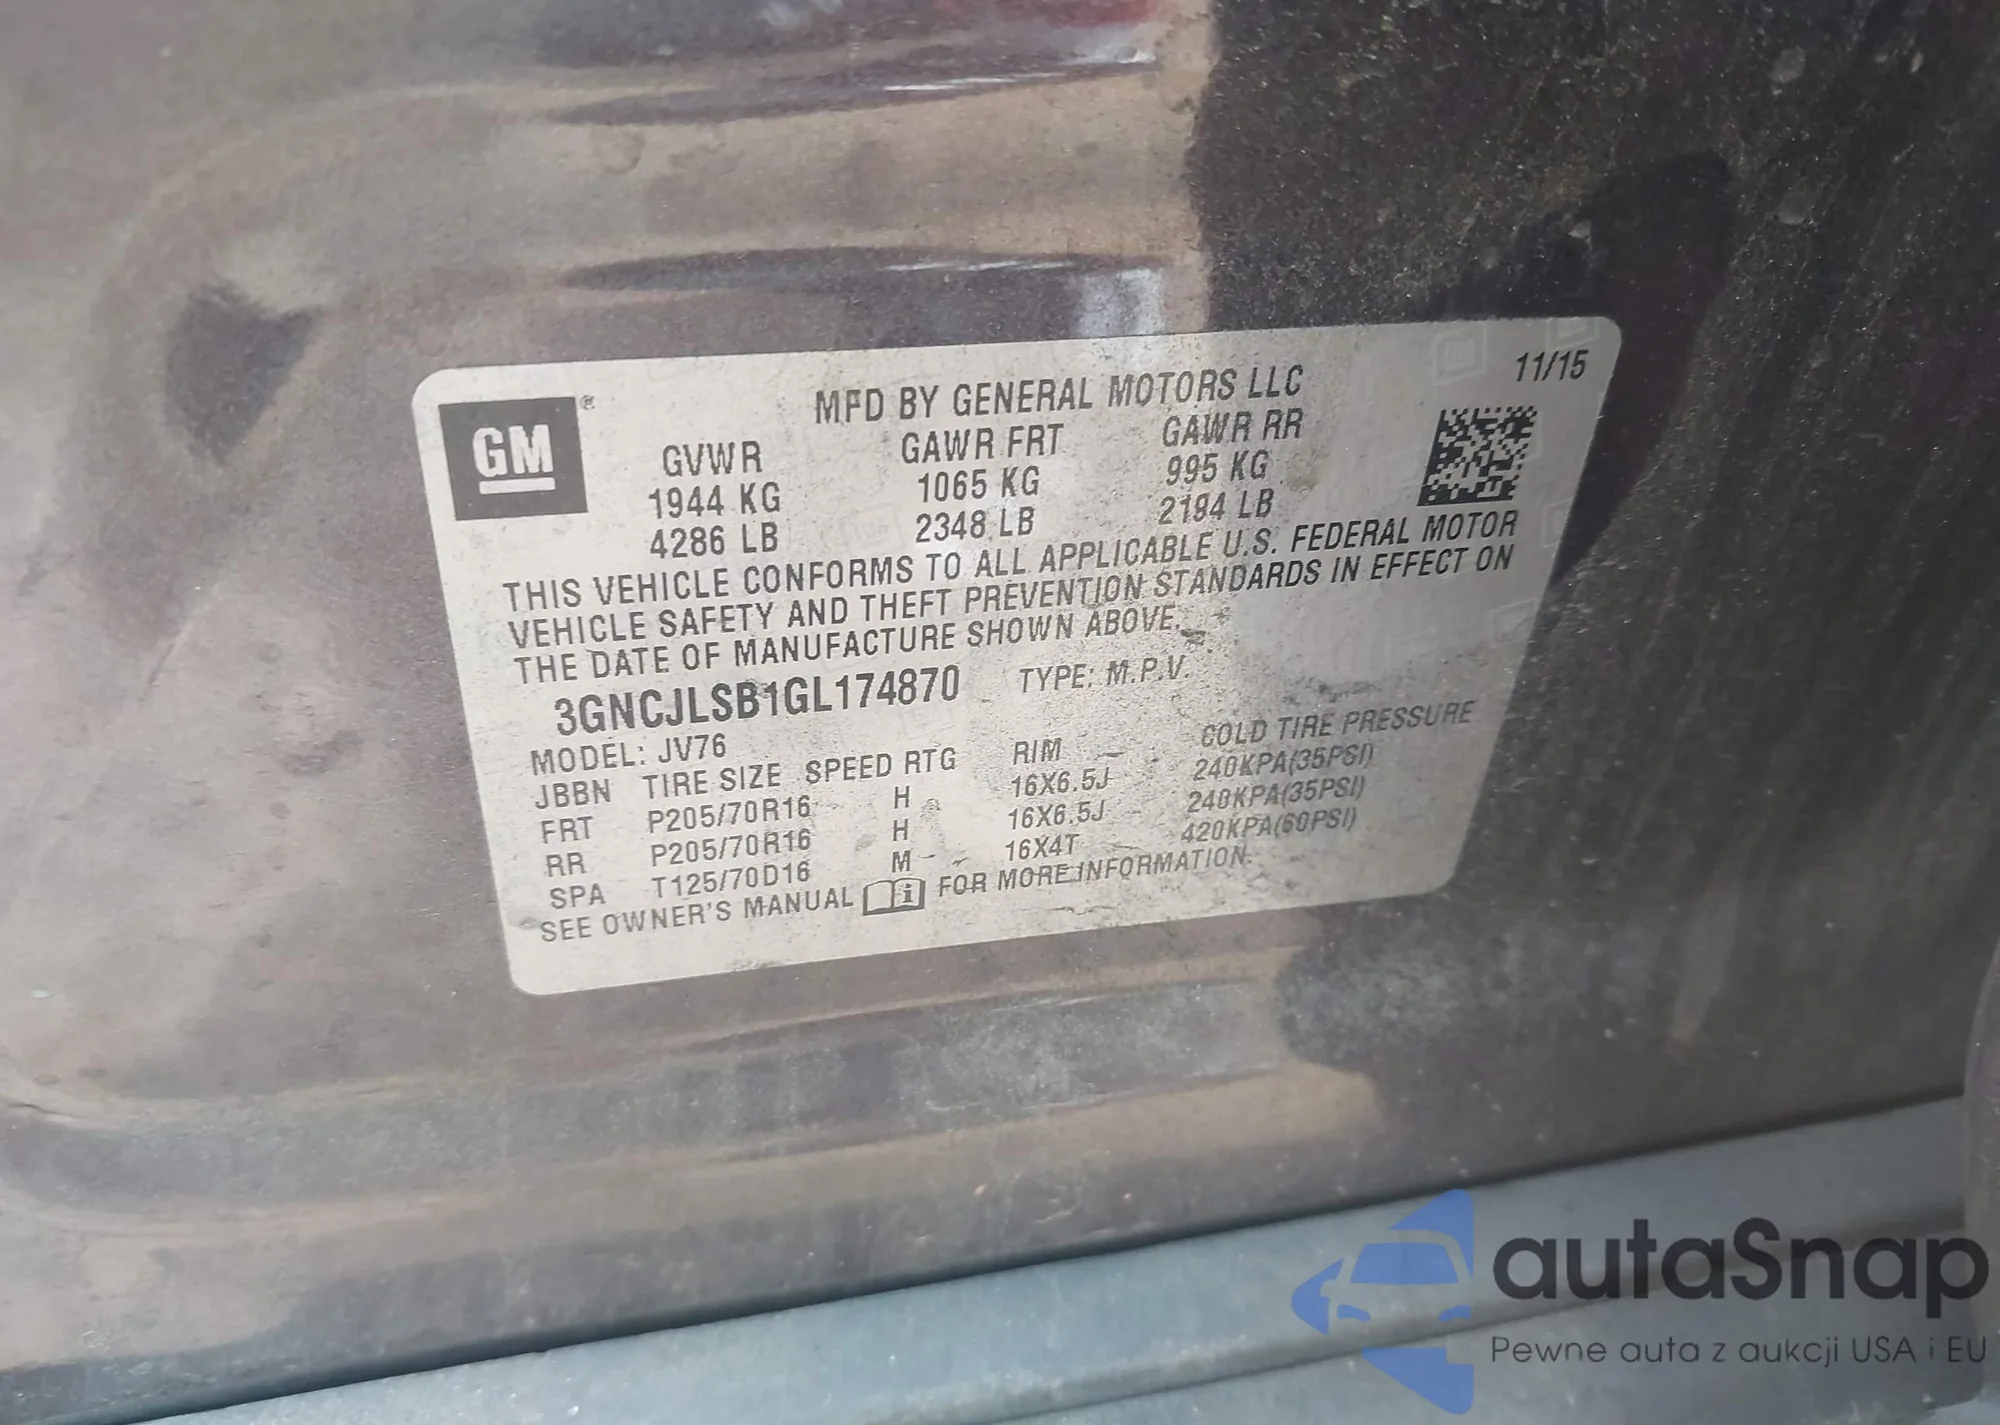 11/15
GM ®
MFD BY GENERAL MOTORS LLC
GVWR GAWR FRT GAWR RR
1944 KG 1065 KG 995 KG
4286 LB 2348 LB 2194 LB
THIS VEHICLE CONFORMS TO ALL APPLICABLE U.S. FEDERAL MOTOR
VEHICLE SAFETY AND THEFT PREVENTION STANDARDS IN EFFECT ON
THE DATE OF MANUFACTURE SHOWN ABOVE.
3GNCJLSB1GL174870 TYPE: M.P.V.
MODEL: JV76
JBBN TIRE SIZE SPEED RTG RIM COLD TIRE PRESSURE
FRT P205/70R16 H 16X6.5J 240KPA(35PSI)
RR P205/70R16 H 16X6.5J 240KPA(35PSI)
SPA T125/70D16 M 16X4T 420KPA(60PSI)
SEE OWNER'S MANUAL i FOR MORE INFORMATION.
autaSnap
Pewne auta z aukcji USA i EU